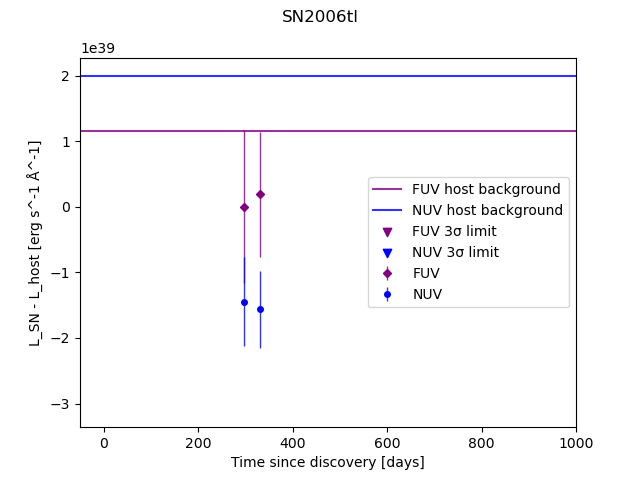 SN2006tl
1e39
2
1
0
−1
−2
−3
L_SN - L_host [erg s^-1 Å^-1]
FUV host background
NUV host background
FUV 3σ limit
NUV 3σ limit
FUV
NUV
0 200 400 600 800 1000
Time since discovery [days]